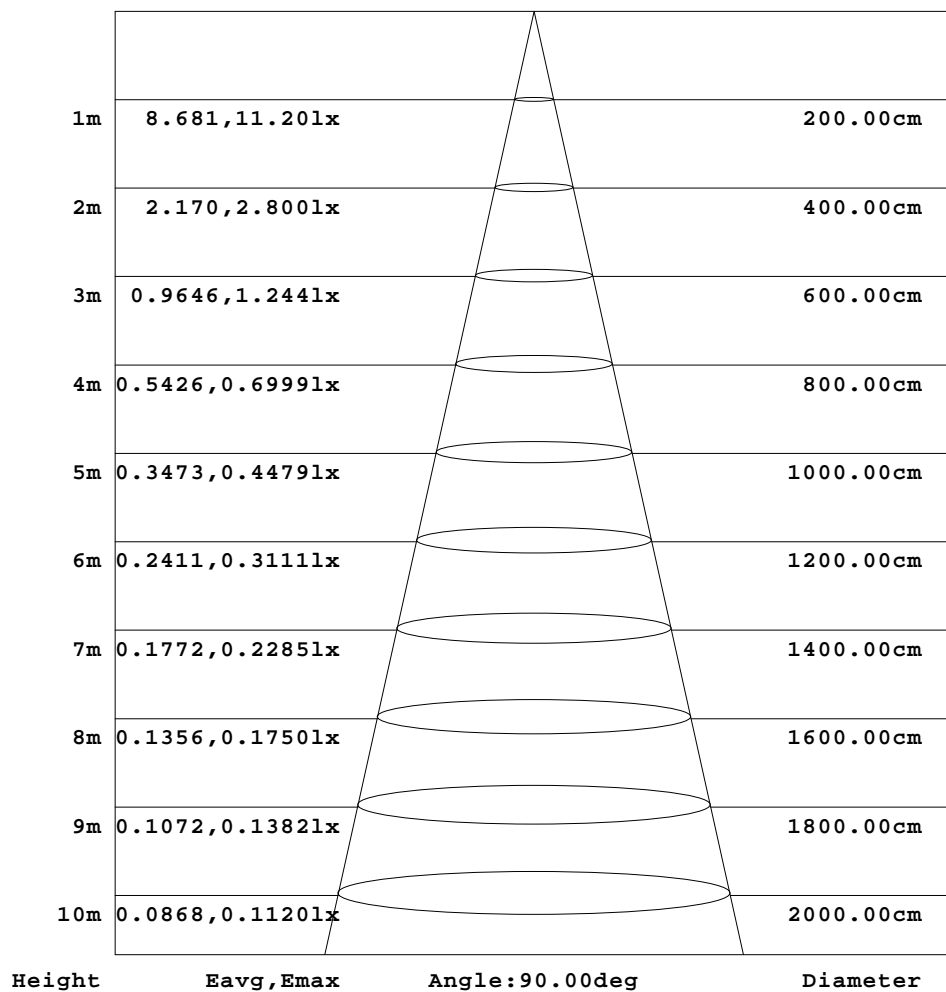 1m 8.681,11.20lx 200.00cm
2m 2.170,2.800lx 400.00cm
3m 0.9646,1.244lx 600.00cm
4m 0.5426,0.6999lx 800.00cm
5m 0.3473,0.4479lx 1000.00cm
6m 0.2411,0.3111lx 1200.00cm
7m 0.1772,0.2285lx 1400.00cm
8m 0.1356,0.1750lx 1600.00cm
9m 0.1072,0.1382lx 1800.00cm
10m 0.0868,0.1120lx 2000.00cm
Height Eavg,Emax Angle:90.00deg Diameter